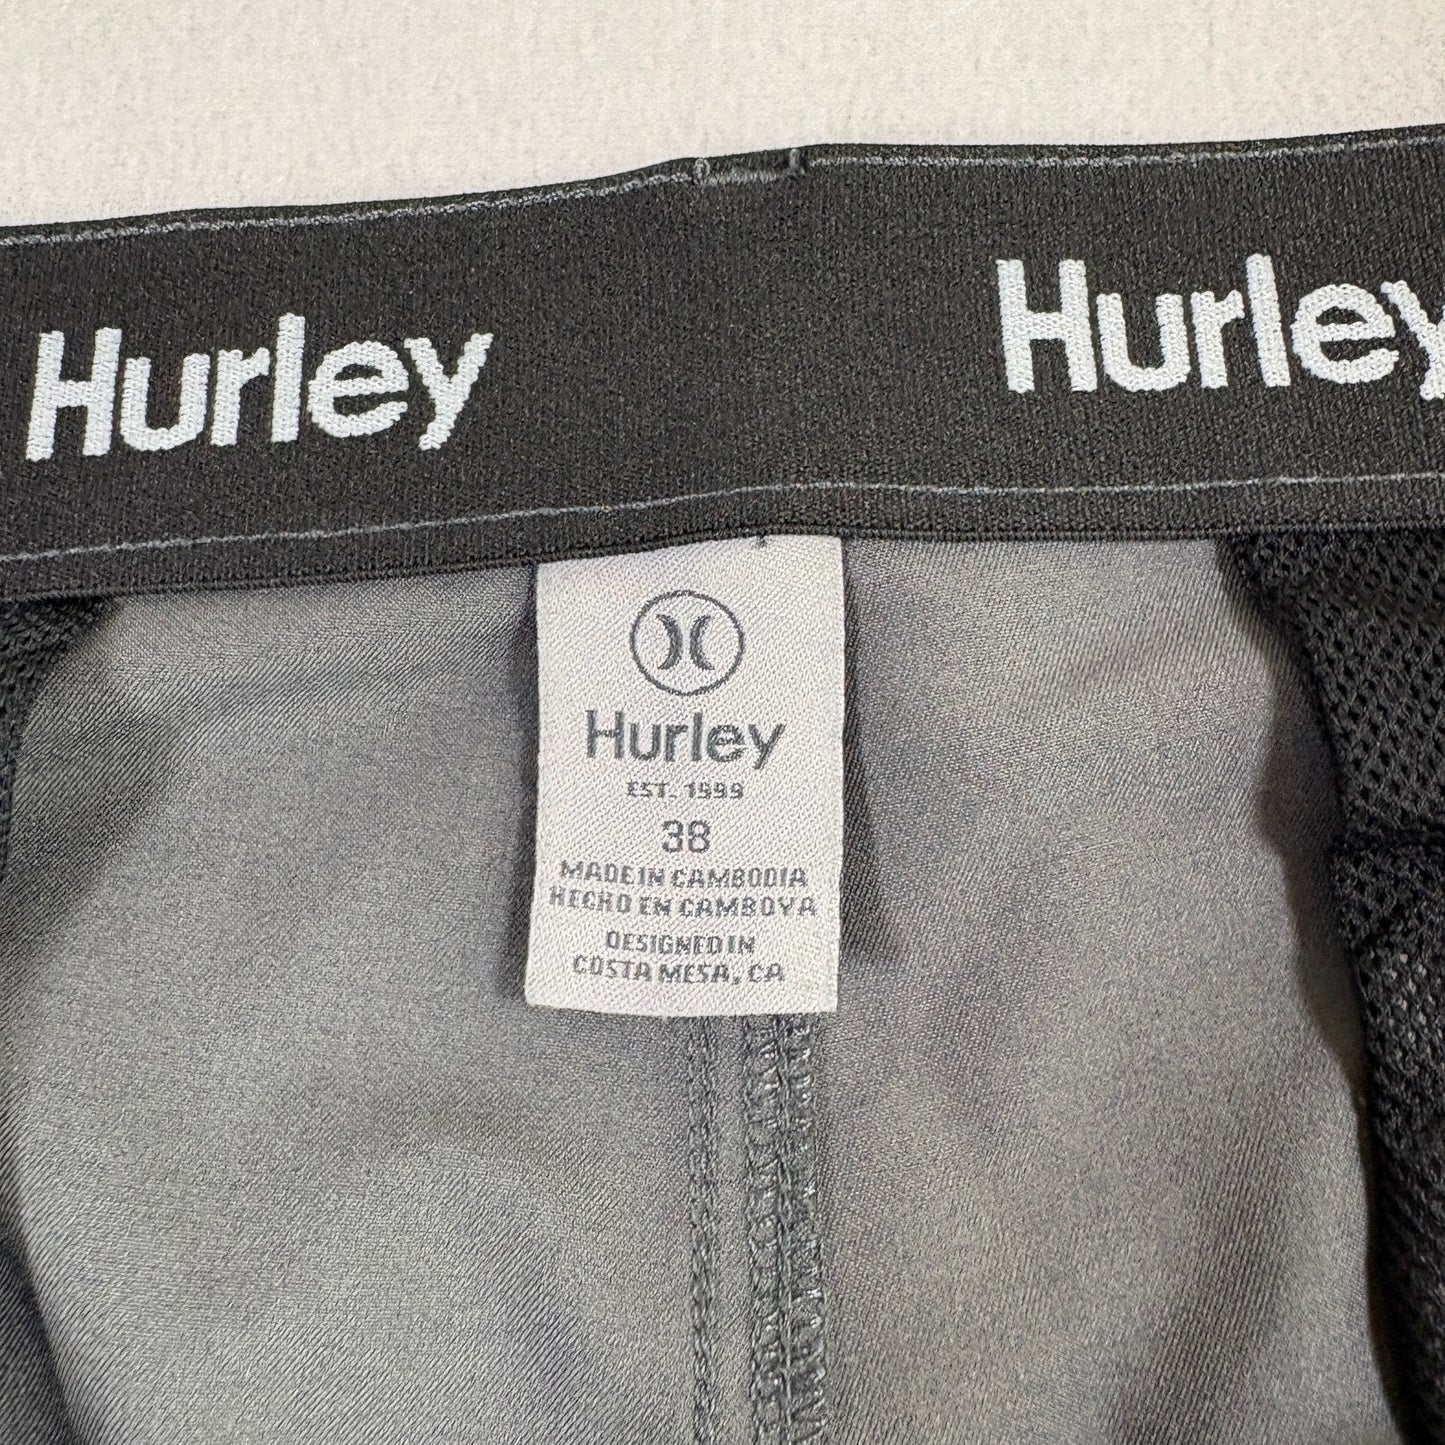 Hurley
Hurley
Hurley
EST. 1999
38
MADE IN CAMBODIA
HECHO EN CAMBOYA
DESIGNED IN
COSTA MESA, CA